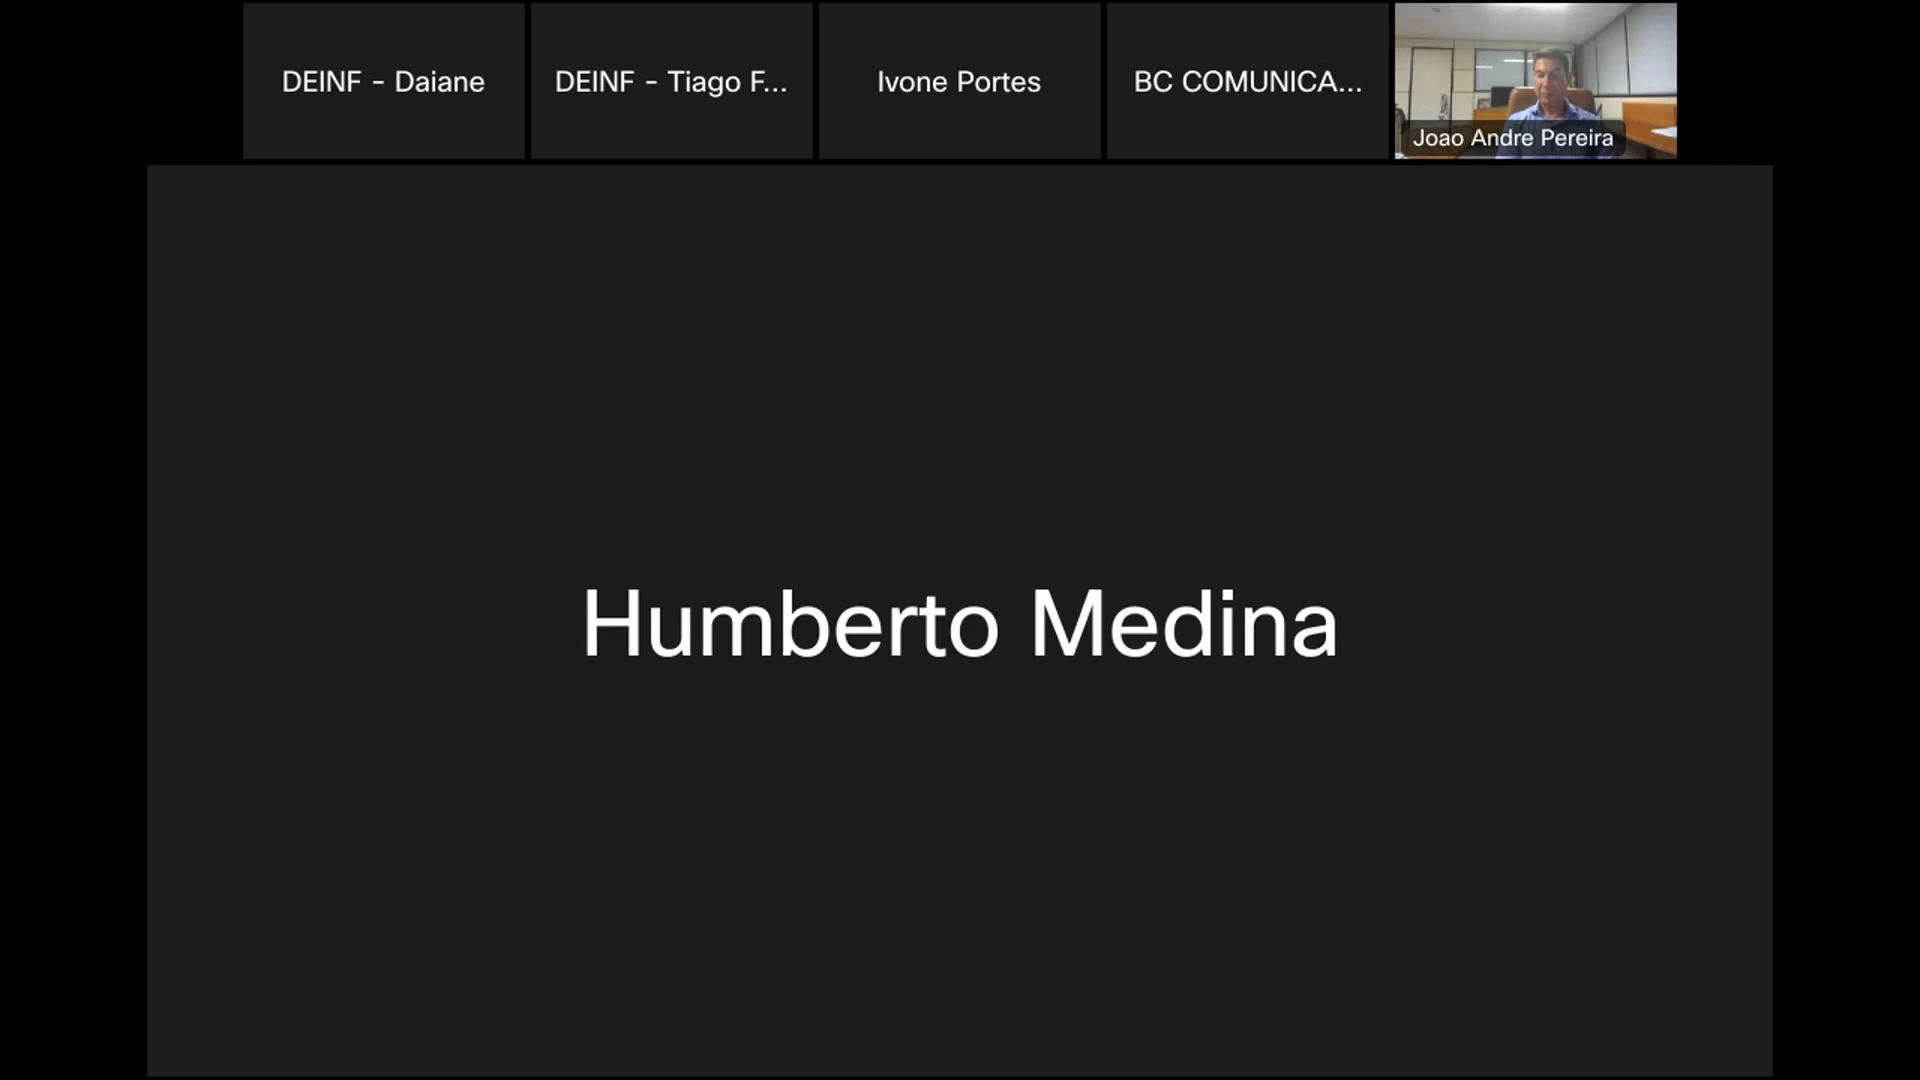 DEINF - Daiane
DEINF - Tiago F...
Ivone Portes
BC COMUNICA...
Joao Andre Pereira
Humberto Medina